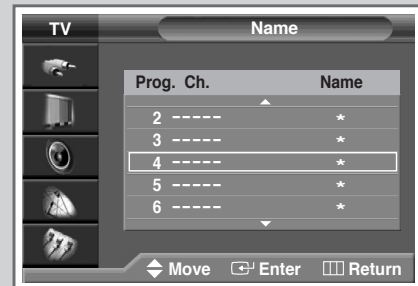 TV Name
Prog. Ch. Name
2 ----- *
3 ----- *
4 ----- *
5 ----- *
6 ----- *
Move Enter Return